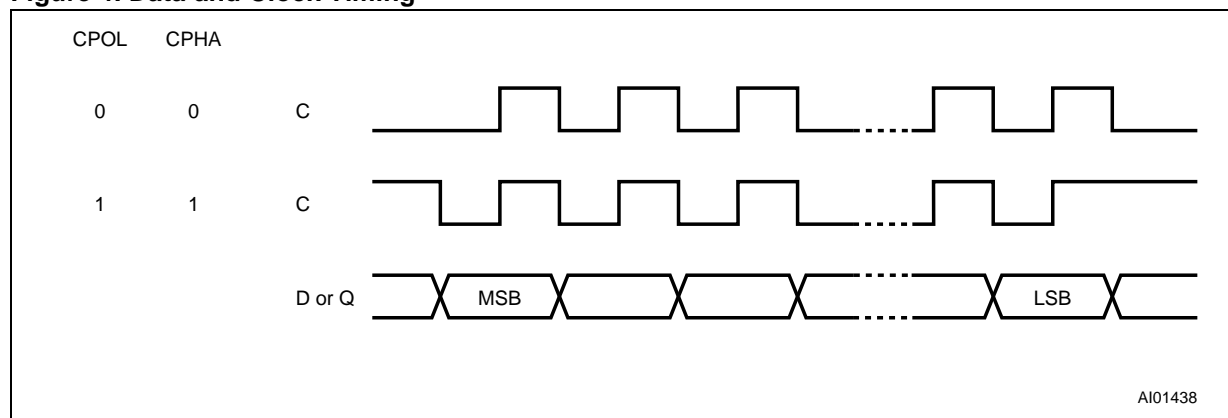 Figure 4. Data and Clock Timing
CPOL CPHA
0 0 C
1 1 C
D or Q MSB LSB
AI01438